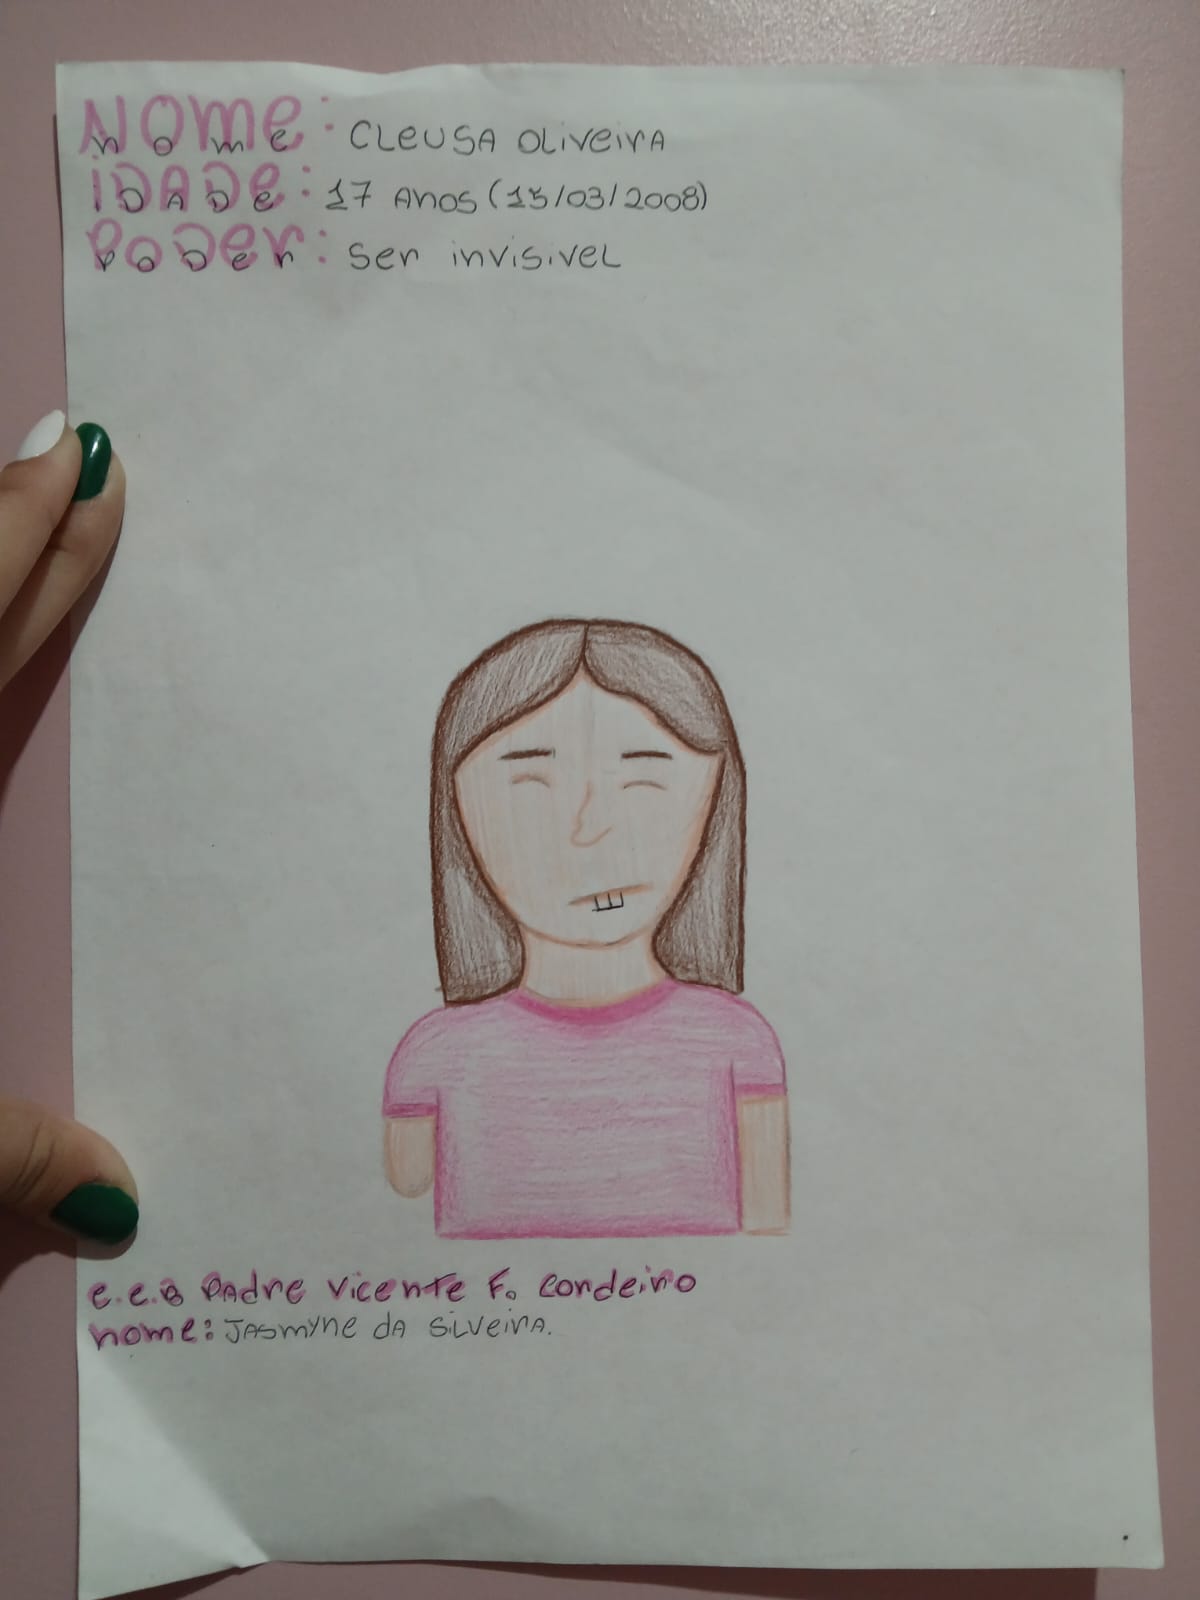 NOME: CLEUSA OLIVEIRA
IDADE: 17 ANOS (15/03/2008)
PODER: SER INVISIVEL
E.E.B PADRE VICENTE F. CORDEIRO
NOME: JASMYNE DA SILVEIRA.